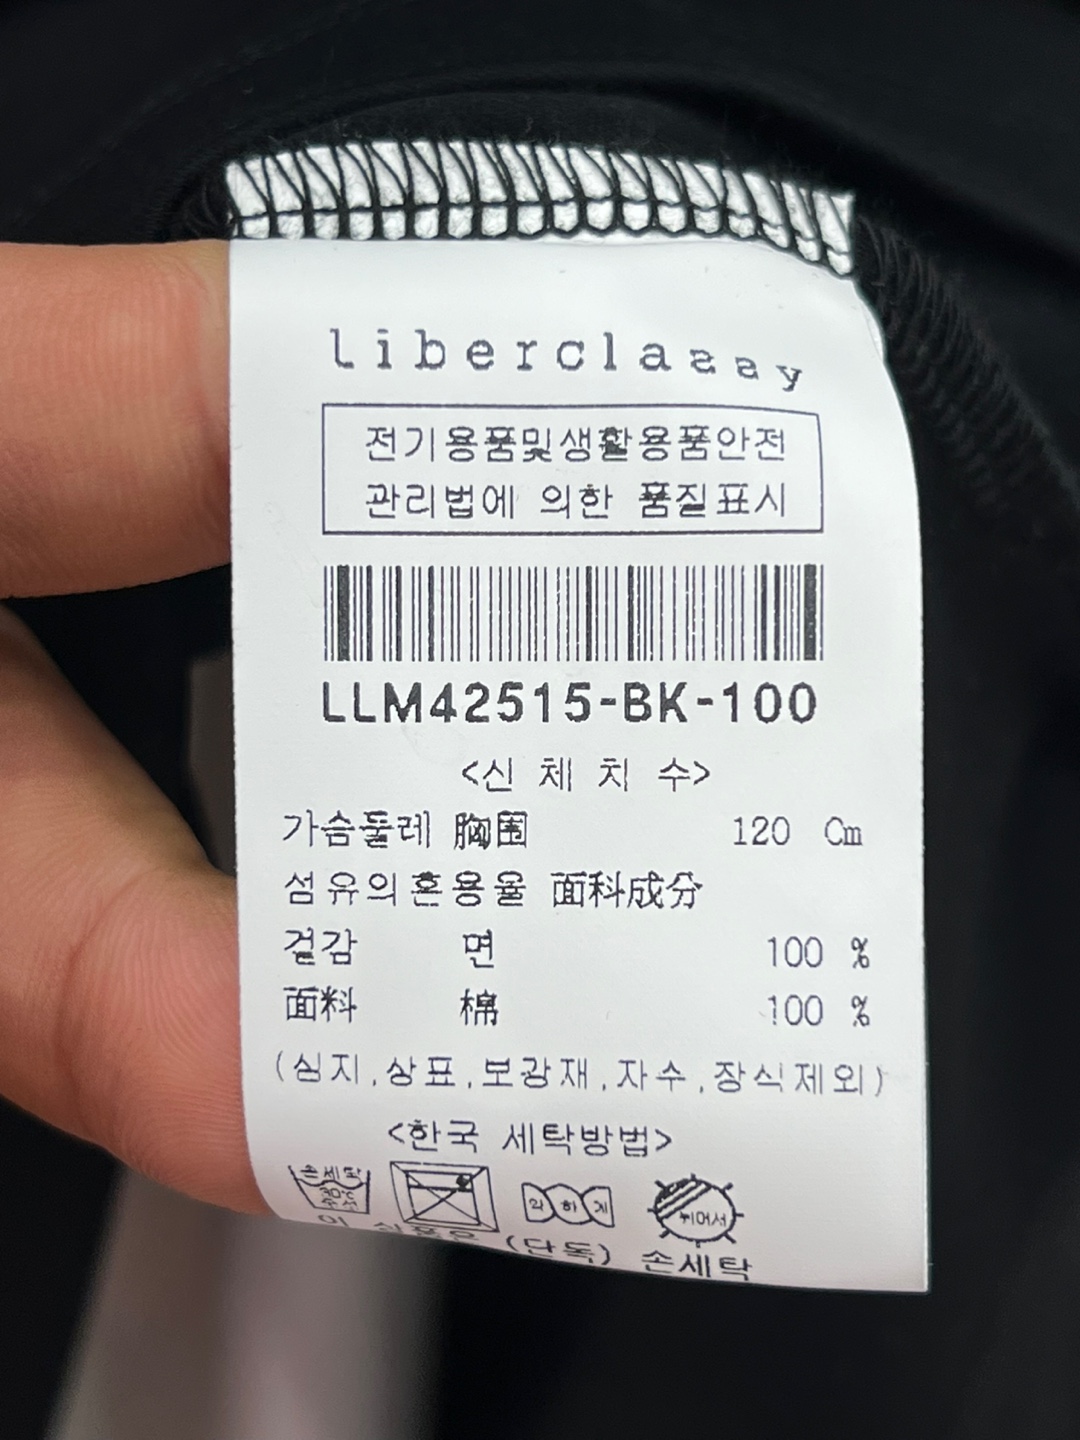 liberclassy
전기용품및생활용품안전
관리법에 의한 품질표시
LLM42515-BK-100
<신 체 치 수>
가슴둘레 胸围 120 Cm
섬유의혼용율 面料成分
겉감 면 100 %
面料 棉 100 %
(심지,상표,보강재,자수,장식제외)
<한국 세탁방법>
손세탁 약하게 뉘어서
이 상품은 (단독) 손세탁